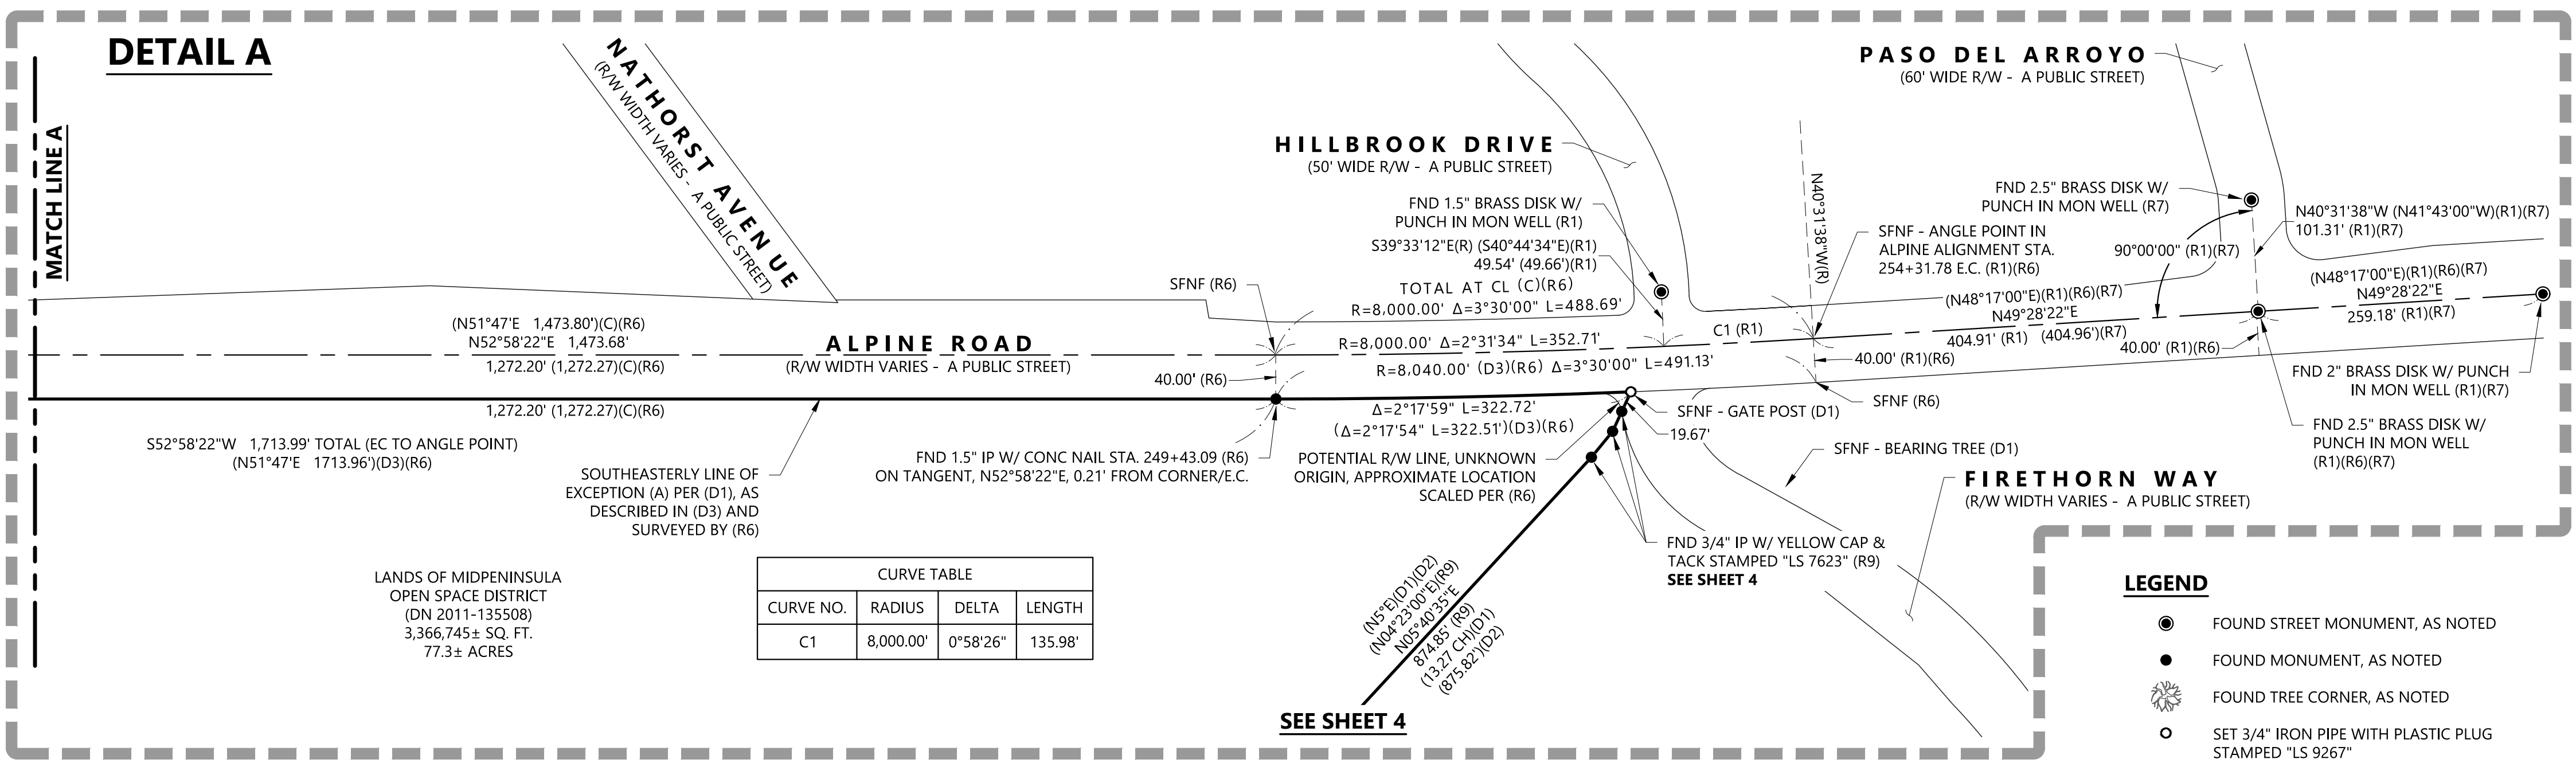 DETAIL A
MATCH LINE A
NATHORST AVENUE
(R/W WIDTH VARIES - A PUBLIC STREET)
HILLBROOK DRIVE
(50' WIDE R/W - A PUBLIC STREET)
PASO DEL ARROYO
(60' WIDE R/W - A PUBLIC STREET)
FND 1.5" BRASS DISK W/
PUNCH IN MON WELL (R1)
S39°33'12"E(R) (S40°44'34"E)(R1)
49.54' (49.66')(R1)
TOTAL AT CL (C)(R6)
R=8,000.00' Δ=3°30'00" L=488.69'
SFNF (R6)
N40°31'38"W(R)
SFNF - ANGLE POINT IN
ALPINE ALIGNMENT STA.
254+31.78 E.C. (R1)(R6)
FND 2.5" BRASS DISK W/
PUNCH IN MON WELL (R7)
90°00'00" (R1)(R7)
N40°31'38"W (N41°43'00"W)(R1)(R7)
101.31' (R1)(R7)
(N51°47'E 1,473.80')(C)(R6)
N52°58'22"E 1,473.68'
1,272.20' (1,272.27)(C)(R6)
ALPINE ROAD
(R/W WIDTH VARIES - A PUBLIC STREET)
R=8,000.00' Δ=2°31'34" L=352.71'
C1 (R1)
R=8,040.00' (D3)(R6) Δ=3°30'00" L=491.13'
(N48°17'00"E)(R1)(R6)(R7)
N49°28'22"E
404.91' (R1) (404.96')(R7)
(N48°17'00"E)(R1)(R6)(R7)
N49°28'22"E
259.18' (R1)(R7)
40.00' (R6)
40.00' (R1)(R6)
40.00' (R1)(R6)
1,272.20' (1,272.27)(C)(R6)
Δ=2°17'59" L=322.72'
(Δ=2°17'54" L=322.51')(D3)(R6)
SFNF - GATE POST (D1)
SFNF (R6)
19.67'
SFNF - BEARING TREE (D1)
FND 2" BRASS DISK W/ PUNCH
IN MON WELL (R1)(R7)
FND 2.5" BRASS DISK W/
PUNCH IN MON WELL
(R1)(R6)(R7)
S52°58'22"W 1,713.99' TOTAL (EC TO ANGLE POINT)
(N51°47'E 1713.96')(D3)(R6)
SOUTHEASTERLY LINE OF
EXCEPTION (A) PER (D1), AS
DESCRIBED IN (D3) AND
SURVEYED BY (R6)
FND 1.5" IP W/ CONC NAIL STA. 249+43.09 (R6)
ON TANGENT, N52°58'22"E, 0.21' FROM CORNER/E.C.
POTENTIAL R/W LINE, UNKNOWN
ORIGIN, APPROXIMATE LOCATION
SCALED PER (R6)
FIRETHORN WAY
(R/W WIDTH VARIES - A PUBLIC STREET)
FND 3/4" IP W/ YELLOW CAP &
TACK STAMPED "LS 7623" (R9)
SEE SHEET 4
LANDS OF MIDPENINSULA
OPEN SPACE DISTRICT
(DN 2011-135508)
3,366,745± SQ. FT.
77.3± ACRES
CURVE TABLE
CURVE NO. RADIUS DELTA LENGTH
C1 8,000.00' 0°58'26" 135.98'
(N5°E)(D1)(D2)
(N04°23'00"E)(R9)
N05°40'35"E
874.85' (R9)
(13.27 CH)(D1)
(875.82')(D2)
SEE SHEET 4
LEGEND
FOUND STREET MONUMENT, AS NOTED
FOUND MONUMENT, AS NOTED
FOUND TREE CORNER, AS NOTED
SET 3/4" IRON PIPE WITH PLASTIC PLUG
STAMPED "LS 9267"